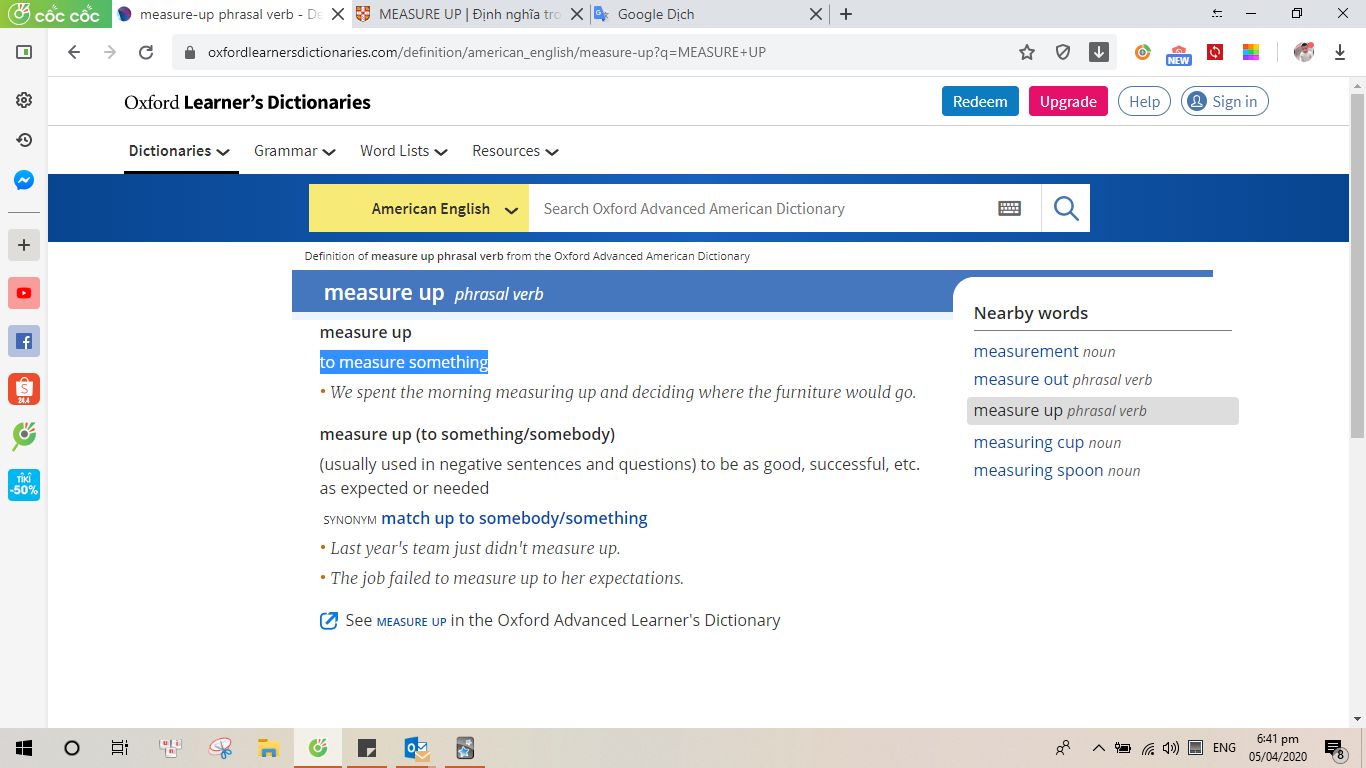 cốc cốc
measure-up phrasal verb - De
MEASURE UP | Định nghĩa tro
Google Dịch
oxfordlearnersdictionaries.com/definition/american_english/measure-up?q=MEASURE+UP
NEW
Oxford Learner's Dictionaries
Redeem
Upgrade
Help
Sign in
Dictionaries
Grammar
Word Lists
Resources
American English
Search Oxford Advanced American Dictionary
Definition of measure up phrasal verb from the Oxford Advanced American Dictionary
measure up phrasal verb
measure up
to measure something
• We spent the morning measuring up and deciding where the furniture would go.
measure up (to something/somebody)
(usually used in negative sentences and questions) to be as good, successful, etc.
as expected or needed
SYNONYM match up to somebody/something
• Last year's team just didn't measure up.
• The job failed to measure up to her expectations.
See MEASURE UP in the Oxford Advanced Learner's Dictionary
Nearby words
measurement noun
measure out phrasal verb
measure up phrasal verb
measuring cup noun
measuring spoon noun
24.4
TIKI
-50%
ENG
6:41 pm
05/04/2020
8